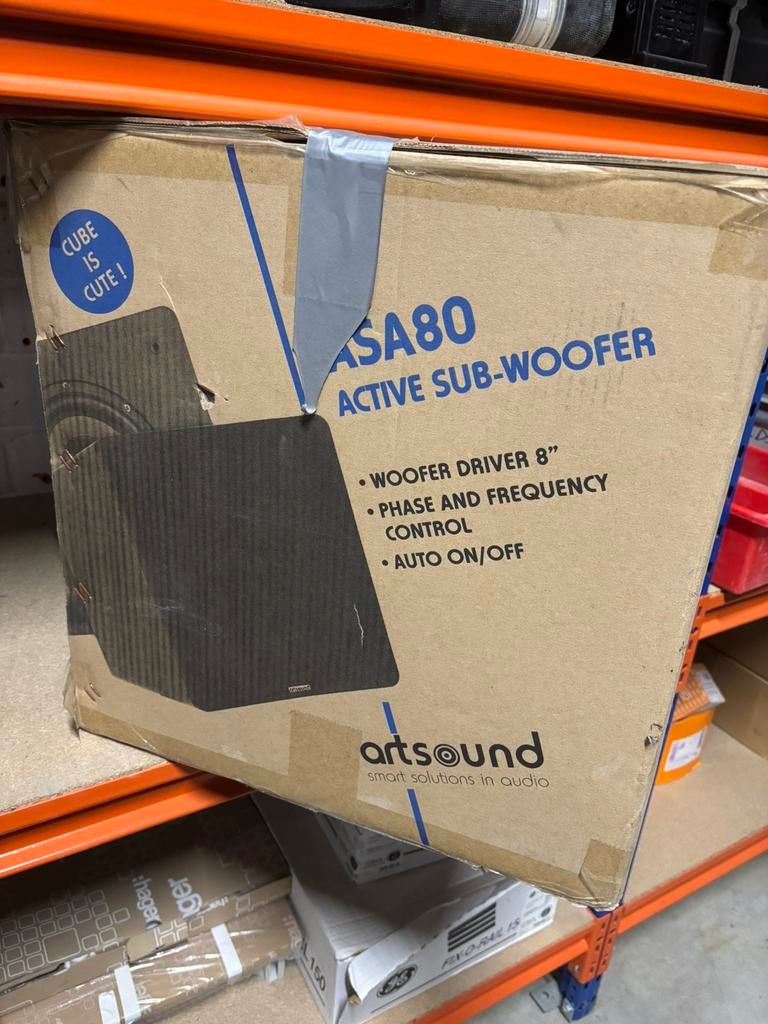 CUBE
IS
CUTE !
ASA80
ACTIVE SUB-WOOFER
• WOOFER DRIVER 8”
• PHASE AND FREQUENCY
CONTROL
• AUTO ON/OFF
artsound
smart solutions in audio
FIX-O-RAIL 150